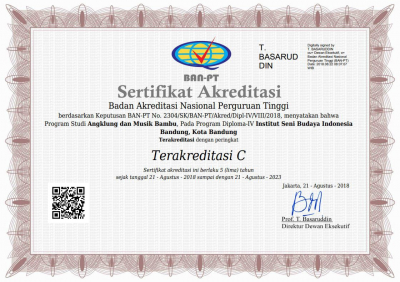 BAN-PT
T.
BASARUD
DIN
Digitally signed by
T. BASARUDDIN
Sertifikat Akreditasi
Badan Akreditasi Nasional Perguruan Tinggi
berdasarkan Keputusan BAN-PT No. 2304/SK/BAN-PT/Akred/Dipl-IV/VIII/2018, menyatakan bahwa
Program Studi Angklung dan Musik Bambu, Pada Program Diploma-IV Institut Seni Budaya Indonesia
Bandung, Kota Bandung
Terakreditasi dengan peringkat
Terakreditasi C
Sertifikat akreditasi ini berlaku 5 (lima) tahun
sejak tanggal 21 - Agustus - 2018 sampai dengan 21 - Agustus - 2023
Jakarta, 21 - Agustus - 2018
Prof. T. Basaruddin
Direktur Dewan Eksekutif